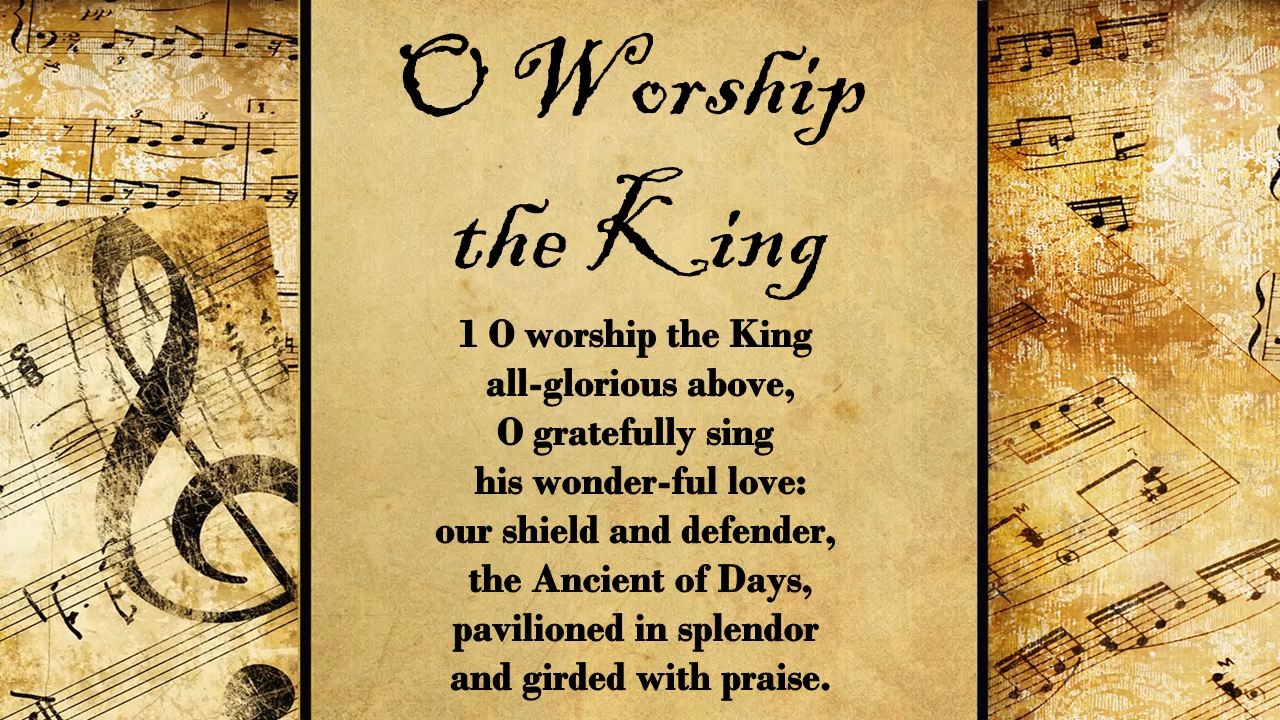 O Worship
the King
1 O worship the King
all-glorious above,
O gratefully sing
his wonder-ful love:
our shield and defender,
the Ancient of Days,
pavilioned in splendor
and girded with praise.